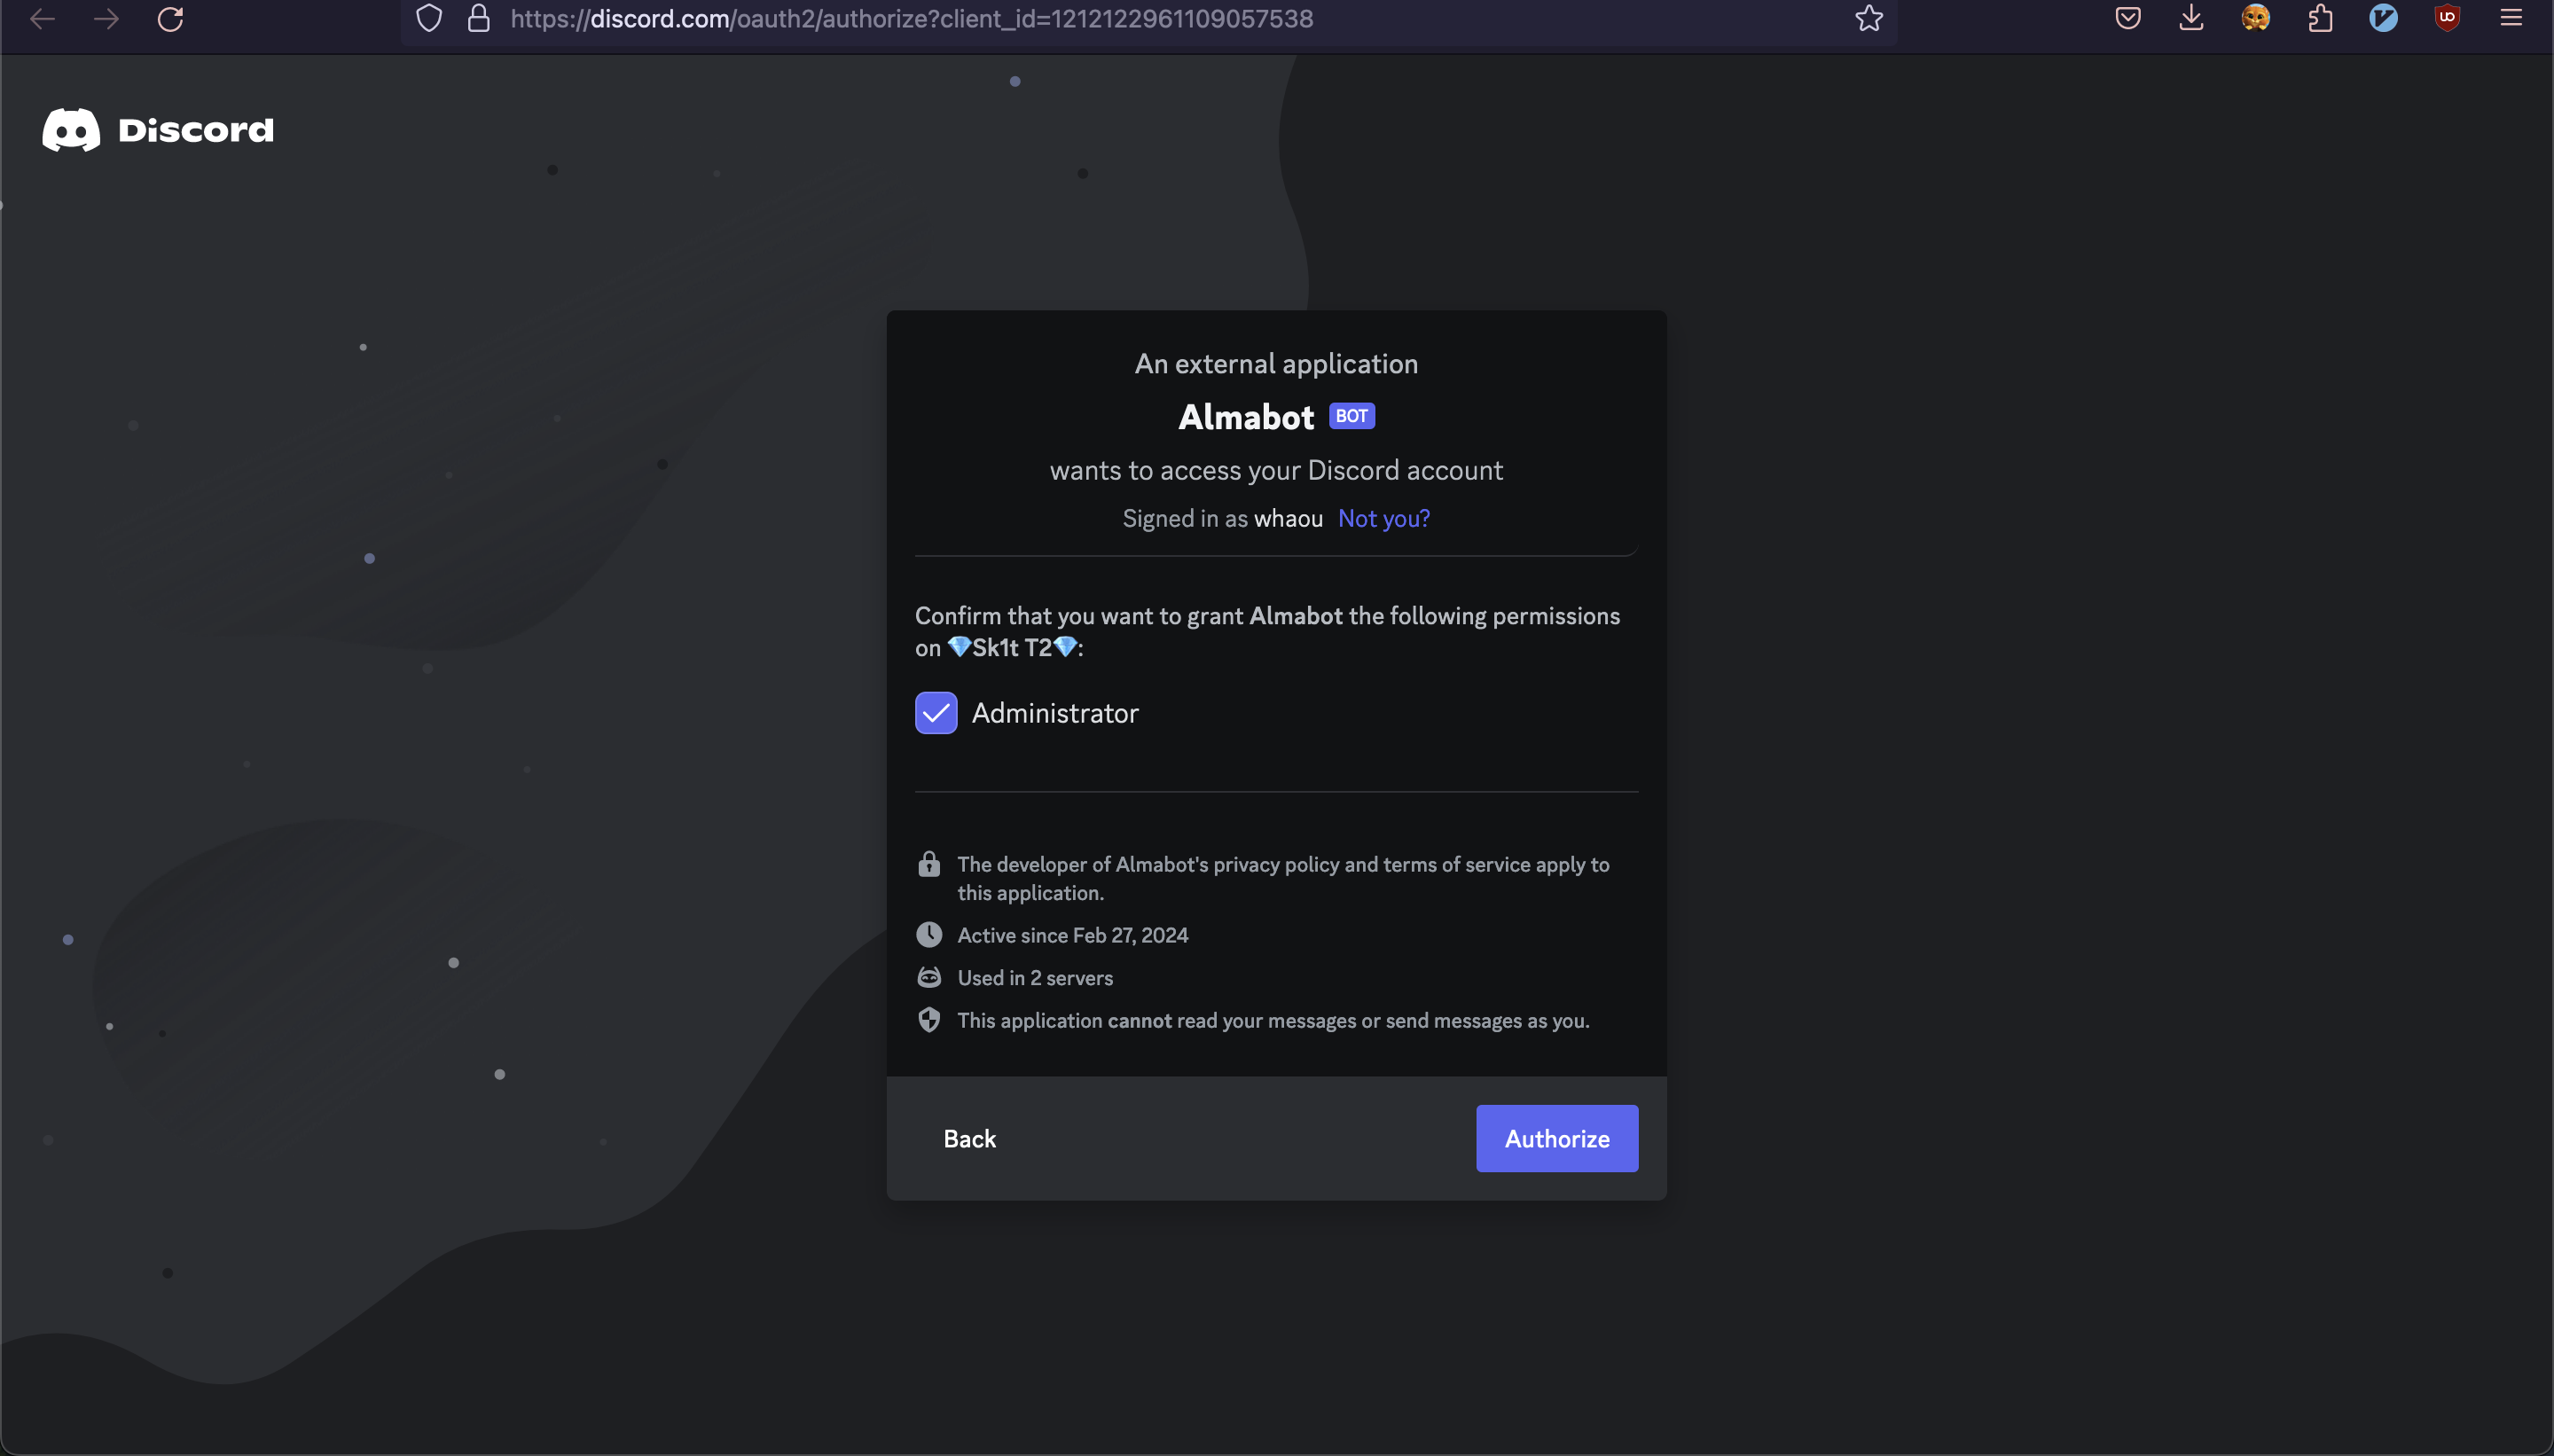 https://discord.com/oauth2/authorize?client_id=1212122961109057538
Discord
An external application
Almabot BOT
wants to access your Discord account
Signed in as whaou Not you?
Confirm that you want to grant Almabot the following permissions
on 💎Sk1t T2💎:
Administrator
The developer of Almabot's privacy policy and terms of service apply to
this application.
Active since Feb 27, 2024
Used in 2 servers
This application cannot read your messages or send messages as you.
Back
Authorize